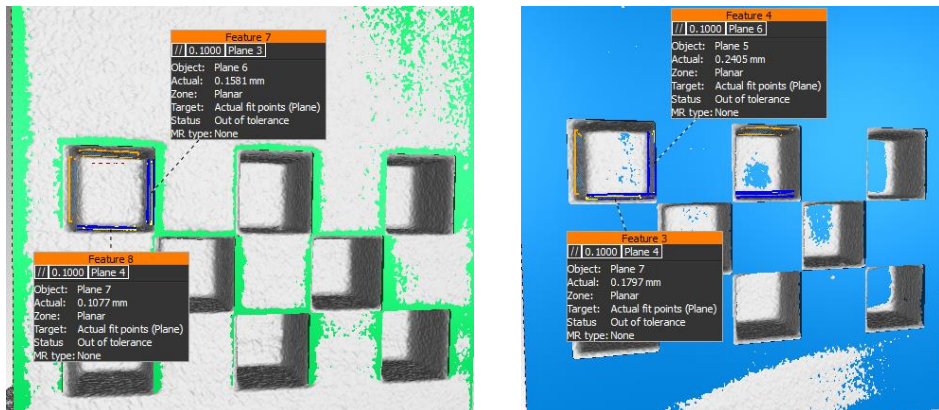 Feature 7
// 0.1000 Plane 3
Object: Plane 6
Actual: 0.1581 mm
Zone: Planar
Target: Actual fit points (Plane)
Status Out of tolerance
MR type: None
Feature 8
// 0.1000 Plane 4
Object: Plane 7
Actual: 0.1077 mm
Zone: Planar
Target: Actual fit points (Plane)
Status: Out of tolerance
MR type: None
Feature 4
// 0.1000 Plane 6
Object: Plane 5
Actual: 0.2405 mm
Zone: Planar
Target: Actual fit points (Plane)
Status Out of tolerance
MR type: None
Feature 3
// 0.1000 Plane 4
Object: Plane 7
Actual: 0.1797 mm
Zone: Planar
Target: Actual fit points (Plane)
Status Out of tolerance
MR type: None